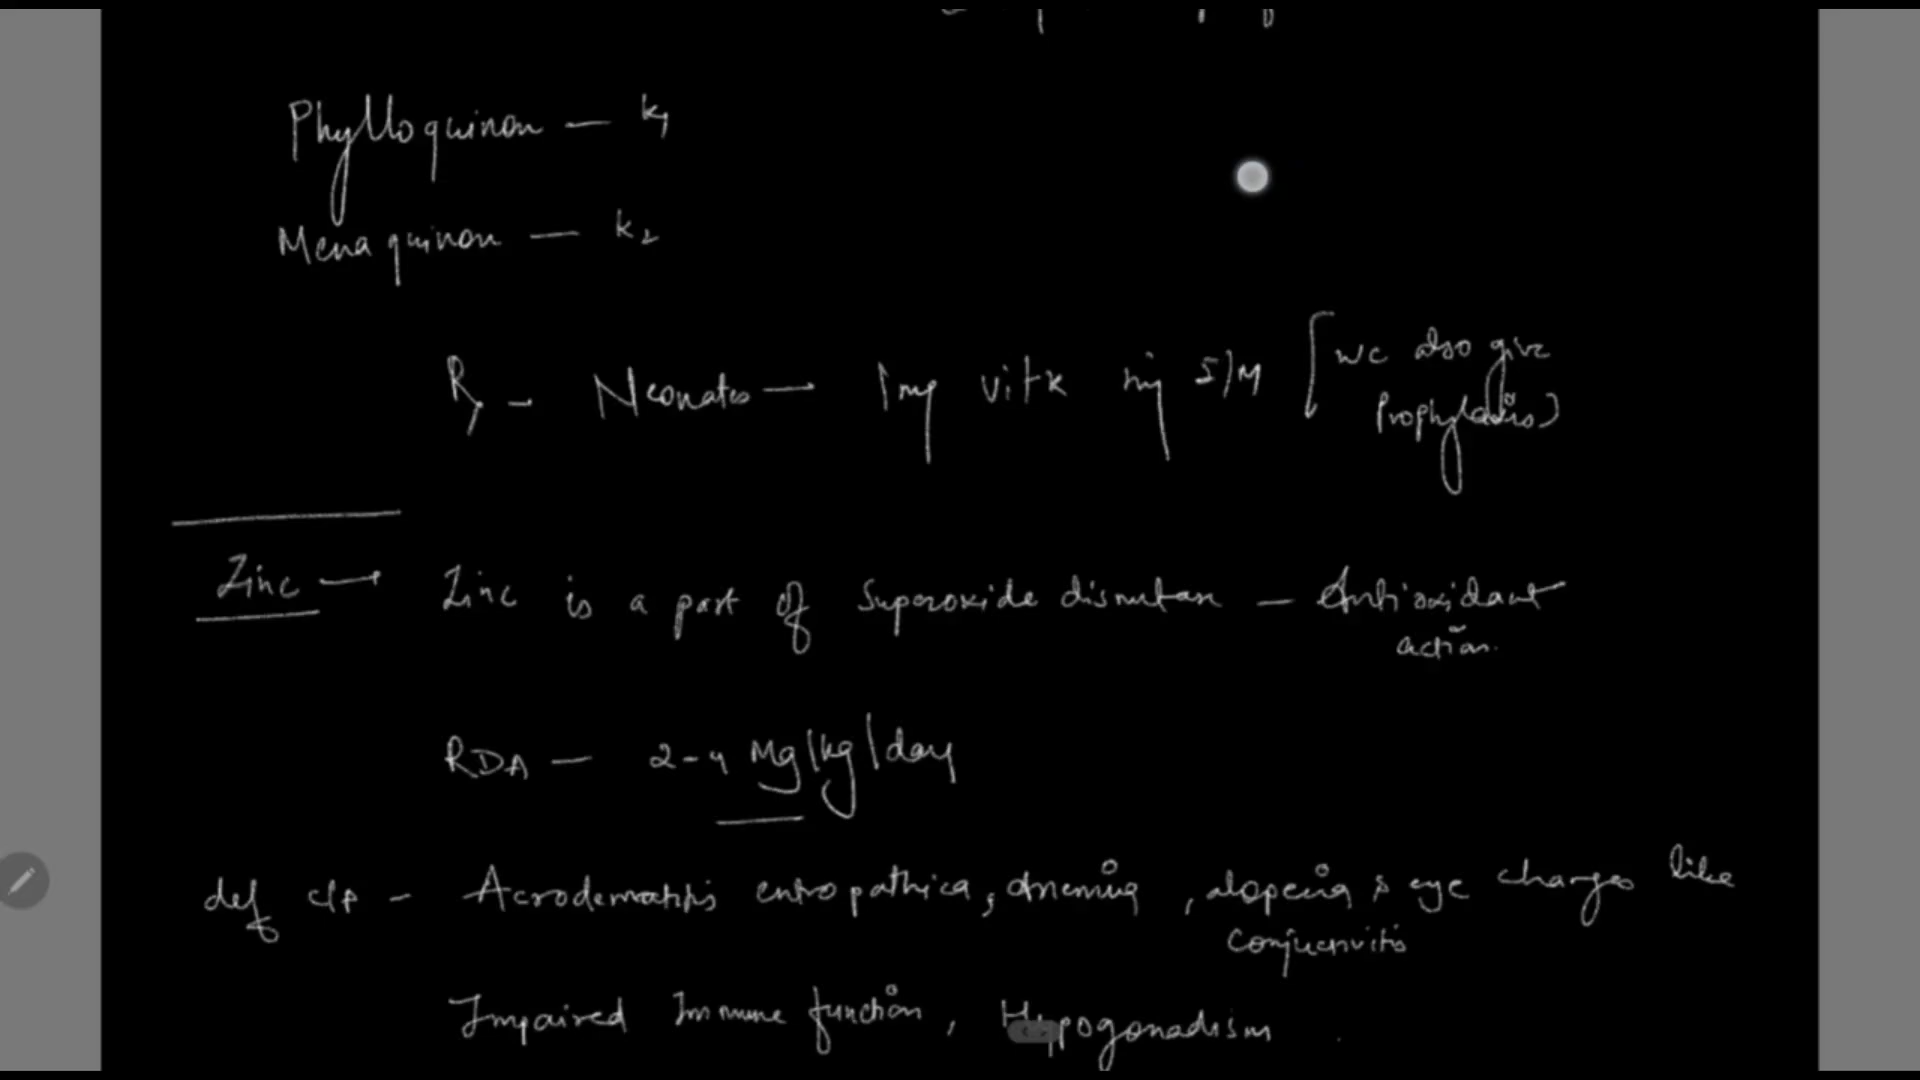 Phylloquinon — K1
Menaquinon — K2
Rx – Neonates — 1mg vitK inj I/M [we also give
Prophylaxis)
Zinc → Zinc is a part of Superoxide dismutase — Antioxidant
action.
RDA — 2-4 Mg/kg/day
def c/f – Acrodermatitis entropathica, Anemia, alopecia & eye changes like
Conjuctivitis
Impaired Immune function, Hypogonadism.